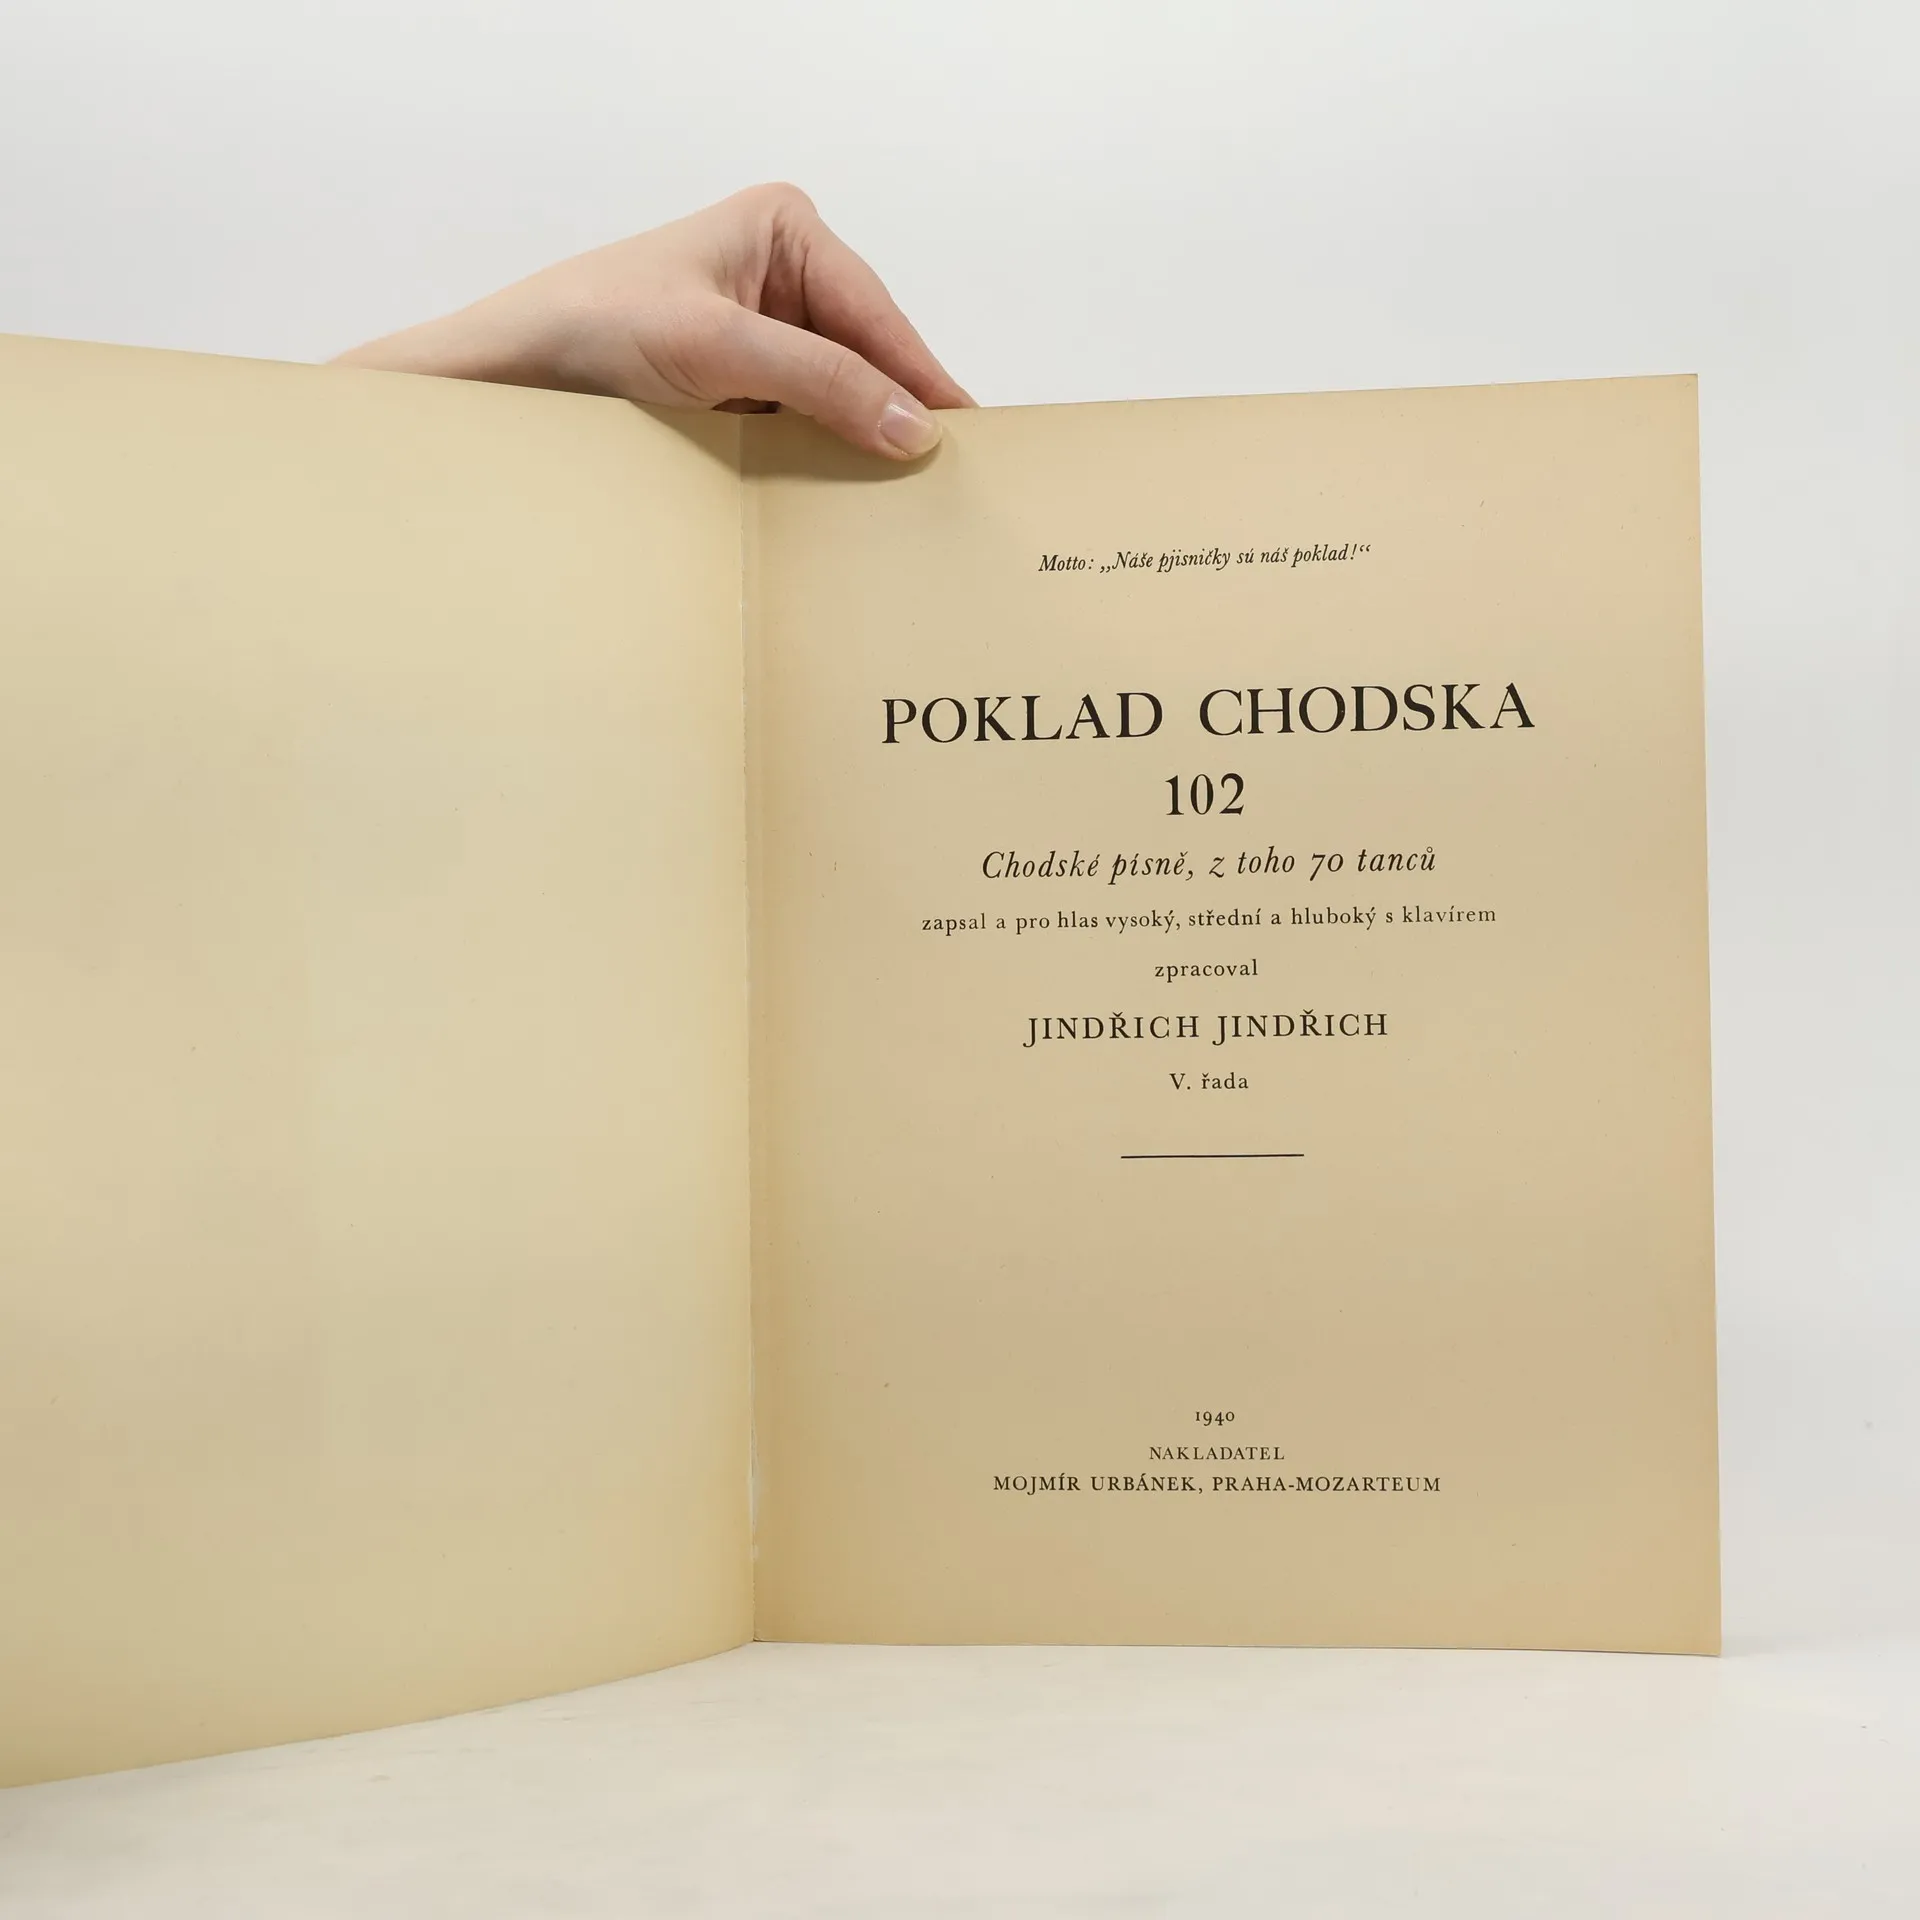 Motto: „Náše pjisničky sú náš poklad!“
POKLAD CHODSKA
102
Chodské písně, z toho 70 tanců
zapsal a pro hlas vysoký, střední a hluboký s klavírem
zpracoval
JINDŘICH JINDŘICH
V. řada
1940
NAKLADATEL
MOJMÍR URBÁNEK, PRAHA-MOZARTEUM